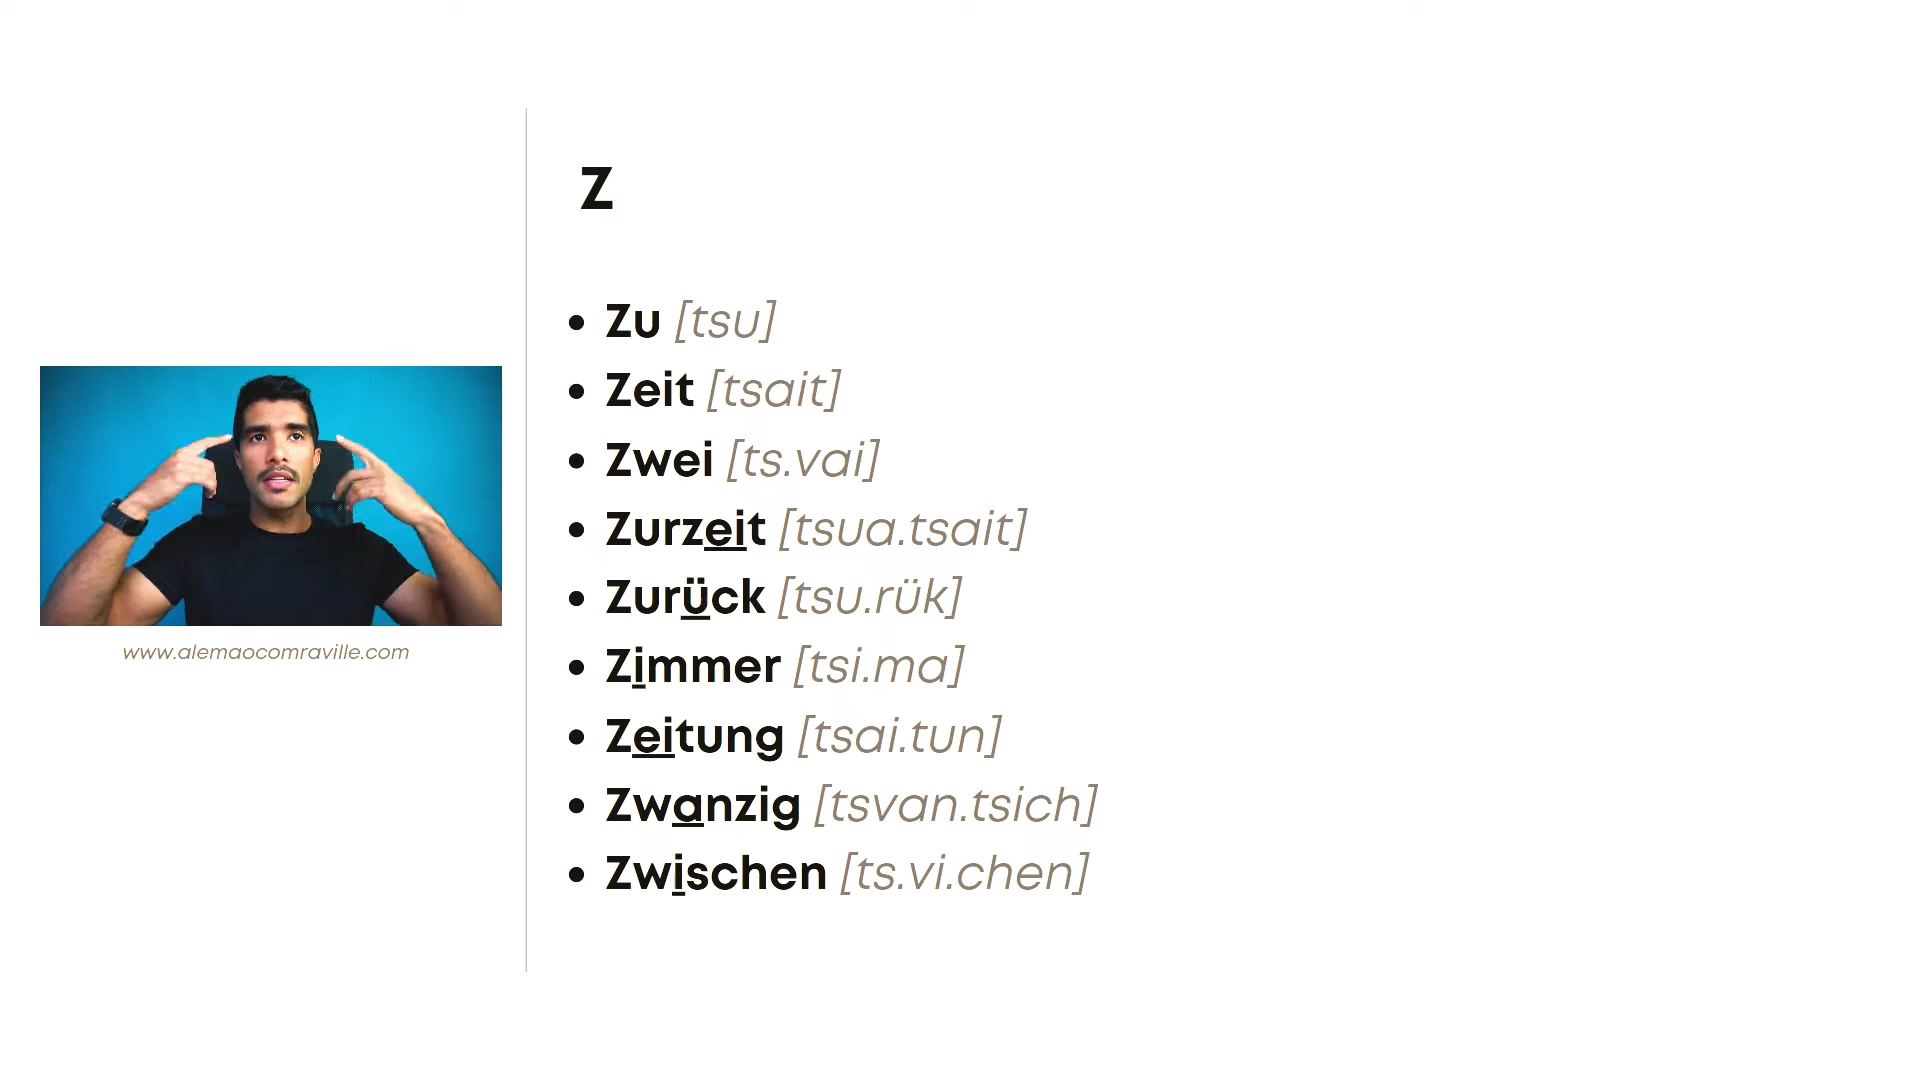 Z
• Zu [tsu]
• Zeit [tsait]
• Zwei [ts.vai]
• Zurzeit [tsua.tsait]
• Zurück [tsu.rük]
• Zimmer [tsi.ma]
• Zeitung [tsai.tun]
• Zwanzig [tsvan.tsich]
• Zwischen [ts.vi.chen]
www.alemaocomraville.com